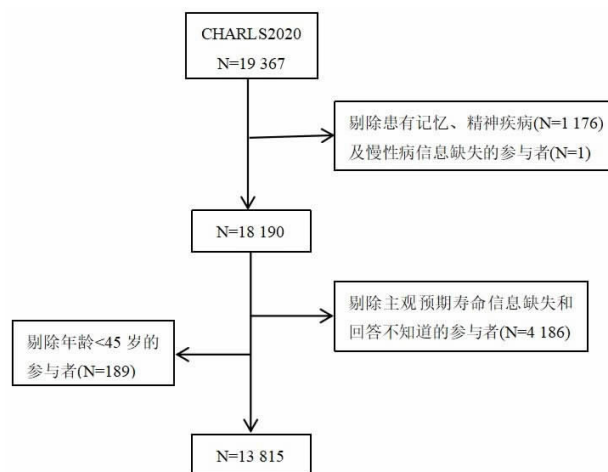 CHARLS2020
N=19 367
剔除患有记忆、精神疾病(N=1 176)
及慢性病信息缺失的参与者(N=1)
N=18 190
剔除主观预期寿命信息缺失和
回答不知道的参与者(N=4 186)
剔除年龄<45 岁的
参与者(N=189)
N=13 815